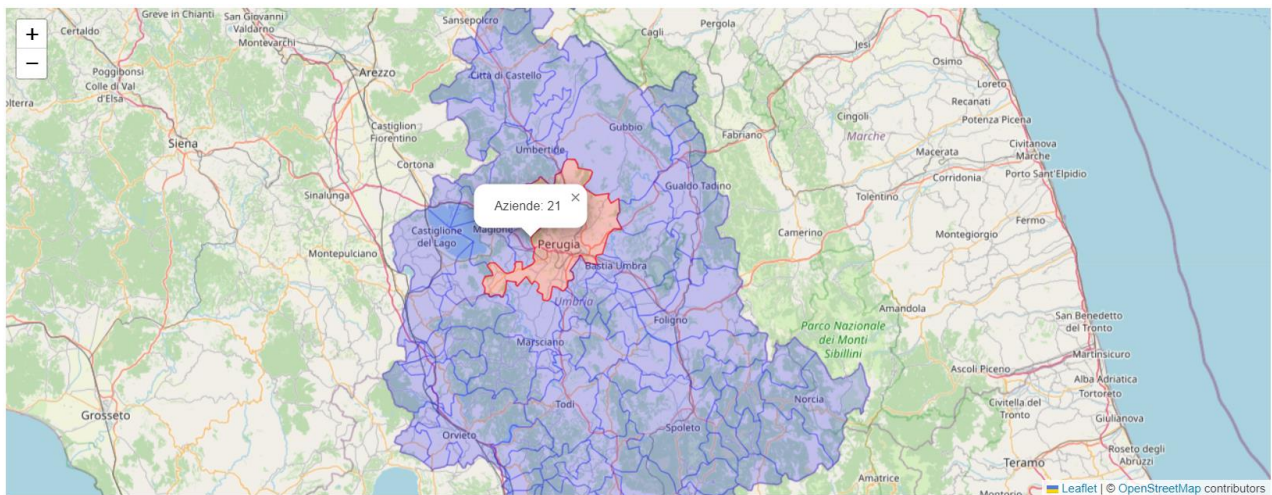 +
−
Greve in Chianti
San Giovanni
Valdarno
Certaldo
Montevarchi
Sansepolcro
Cagli
Pergola
Jesi
Osimo
Poggibonsi
Colle di Val
d'Elsa
Arezzo
Città di Castello
Loreto
Recanati
Potenza Picena
olterra
Siena
Castiglion
Fiorentino
Gubbio
Cingoli
Fabriano
Marche
Macerata
Civitanova
Marche
Cortona
Umbertide
Corridonia
Porto Sant'Elpidio
Sinalunga
Gualdo Tadino
Tolentino
Aziende: 21
×
Fermo
Castiglione
del Lago
Magione
Perugia
Camerino
Montegiorgio
Montepulciano
Bastia Umbra
Umbria
Amandola
Foligno
San Benedetto
del Tronto
Parco Nazionale
dei Monti
Sibillini
Marsciano
Martinsicuro
Ascoli Piceno
Alba Adriatica
Tortoreto
Grosseto
Todi
Norcia
Civitella del
Tronto
Giulianova
Orvieto
Spoleto
Roseto degli
Abruzzi
Teramo
Amatrice
Montorio
Leaflet | © OpenStreetMap contributors